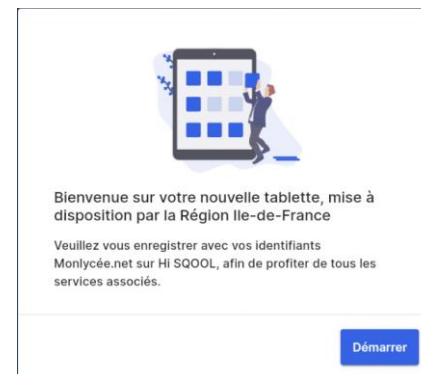 Bienvenue sur votre nouvelle tablette, mise à
disposition par la Région Ile-de-France
Veuillez vous enregistrer avec vos identifiants
Monlycée.net sur Hi SQOOL, afin de profiter de tous les
services associés.
Démarrer